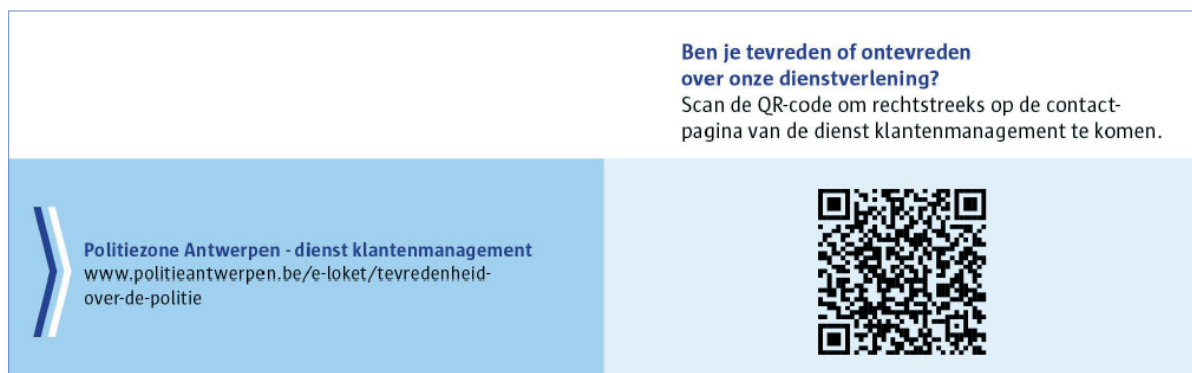 Ben je tevreden of ontevreden
over onze dienstverlening?
Scan de QR-code om rechtstreeks op de contact-
pagina van de dienst klantenmanagement te komen.
Politiezone Antwerpen - dienst klantenmanagement
www.politieantwerpen.be/e-loket/tevredenheid-
over-de-politie